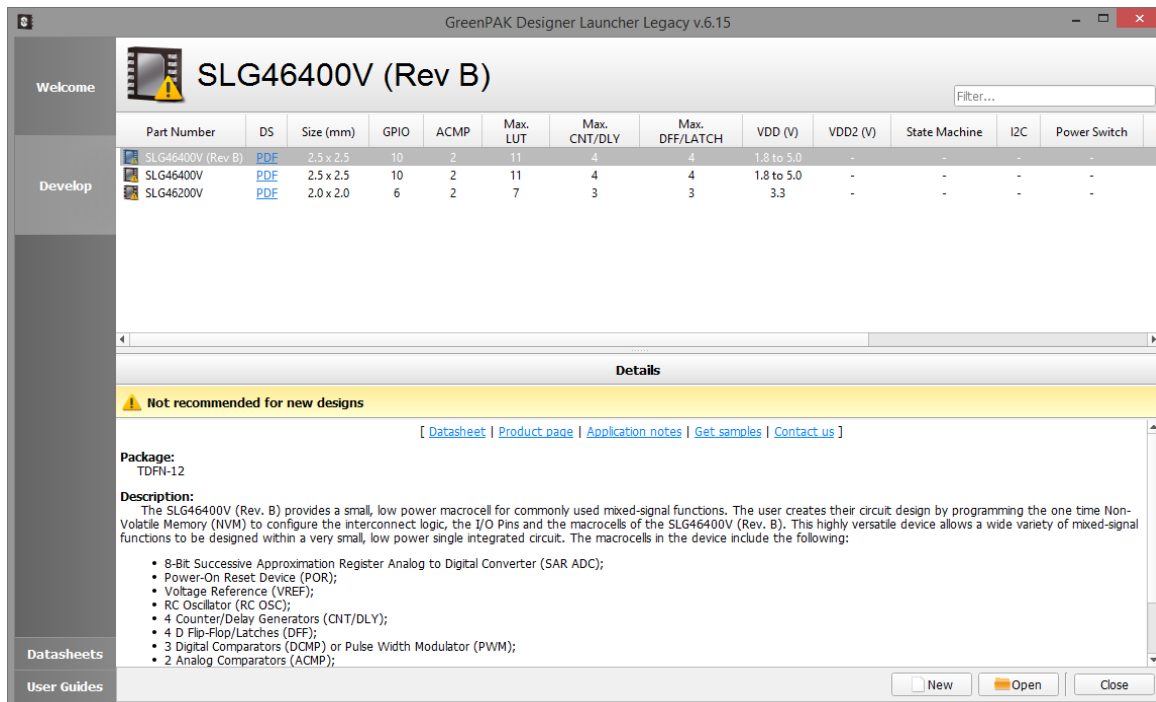 GreenPAK Designer Launcher Legacy v.6.15
Welcome
Develop
Datasheets
User Guides
SLG46400V (Rev B)
Filter...
Part Number DS Size (mm) GPIO ACMP Max. LUT Max. CNT/DLY Max. DFF/LATCH VDD (V) VDD2 (V) State Machine I2C Power Switch
SLG46400V (Rev B) PDF 2.5 x 2.5 10 2 11 4 4 1.8 to 5.0 - - - -
SLG46400V PDF 2.5 x 2.5 10 2 11 4 4 1.8 to 5.0 - - - -
SLG46200V PDF 2.0 x 2.0 6 2 7 3 3 3.3 - - - -
Details
Not recommended for new designs
[ Datasheet | Product page | Application notes | Get samples | Contact us ]
Package:
TDFN-12
Description:
The SLG46400V (Rev. B) provides a small, low power macrocell for commonly used mixed-signal functions. The user creates their circuit design by programming the one time Non-
Volatile Memory (NVM) to configure the interconnect logic, the I/O Pins and the macrocells of the SLG46400V (Rev. B). This highly versatile device allows a wide variety of mixed-signal
functions to be designed within a very small, low power single integrated circuit. The macrocells in the device include the following:
• 8-Bit Successive Approximation Register Analog to Digital Converter (SAR ADC);
• Power-On Reset Device (POR);
• Voltage Reference (VREF);
• RC Oscillator (RC OSC);
• 4 Counter/Delay Generators (CNT/DLY);
• 4 D Flip-Flop/Latches (DFF);
• 3 Digital Comparators (DCMP) or Pulse Width Modulator (PWM);
• 2 Analog Comparators (ACMP);
New
Open
Close